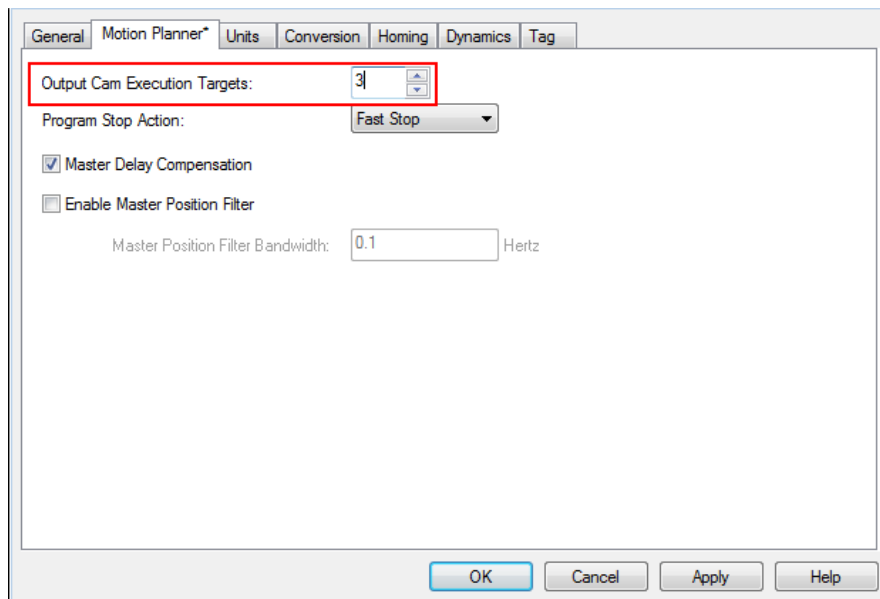 General Motion Planner* Units Conversion Homing Dynamics Tag
Output Cam Execution Targets: 3
Program Stop Action: Fast Stop
Master Delay Compensation
Enable Master Position Filter
Master Position Filter Bandwidth: 0.1 Hertz
OK Cancel Apply Help